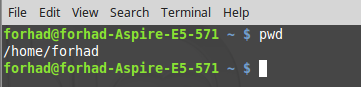 File Edit View Search Terminal Help
forhad@forhad-Aspire-E5-571 ~ $ pwd
/home/forhad
forhad@forhad-Aspire-E5-571 ~ $